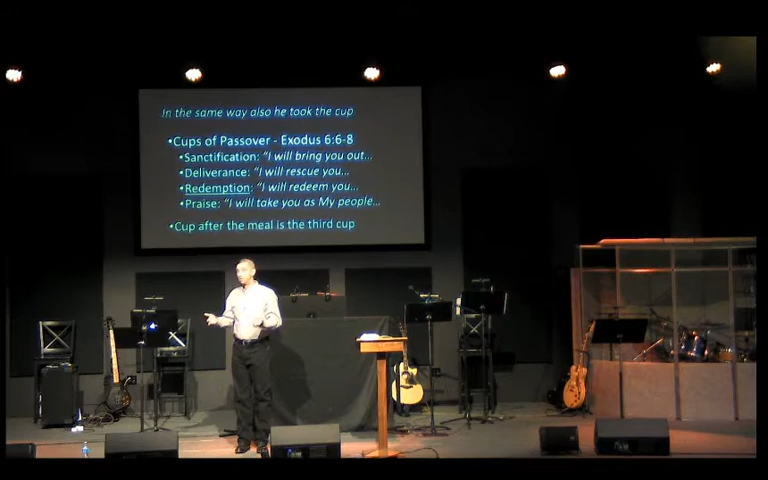 In the same way also he took the cup
•Cups of Passover - Exodus 6:6-8
•Sanctification: "I will bring you out...
•Deliverance: "I will rescue you...
•Redemption: "I will redeem you...
•Praise: "I will take you as My people...
•Cup after the meal is the third cup